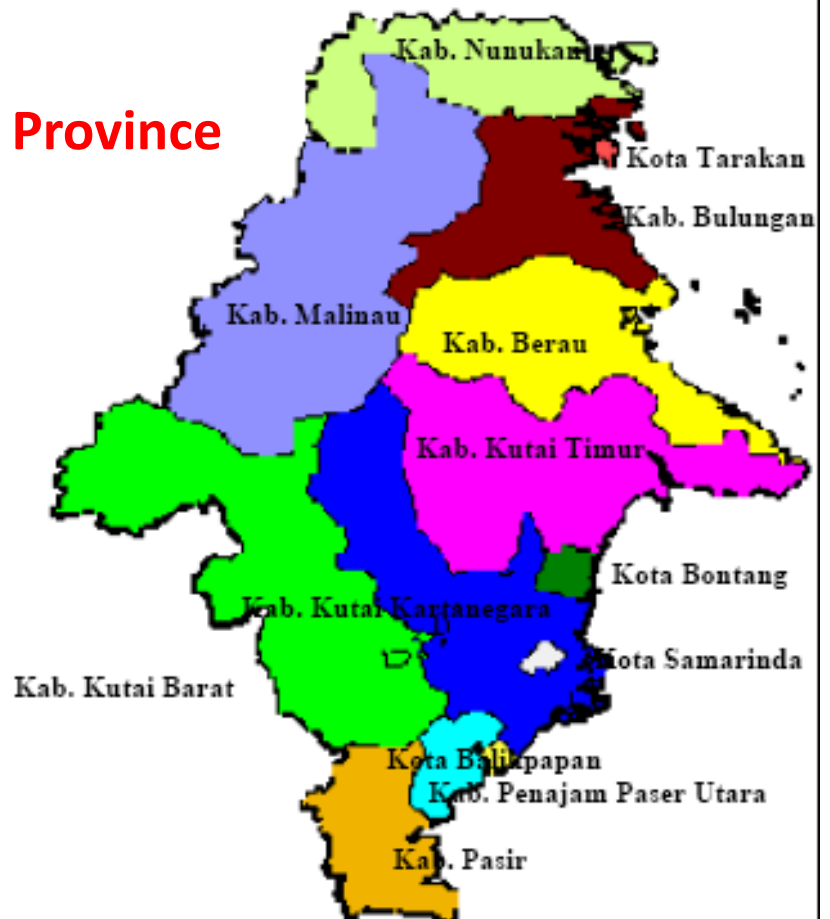 Kab. Nunukan
Province
Kota Tarakan
Kab. Bulungan
Kab. Malinau
Kab. Berau
Kab. Kutai Timur
Kota Bontang
Kab. Kutai Kartanegara
Kota Samarinda
Kab. Kutai Barat
Kota Balikpapan
Kab. Penajam Paser Utara
Kab. Pasir